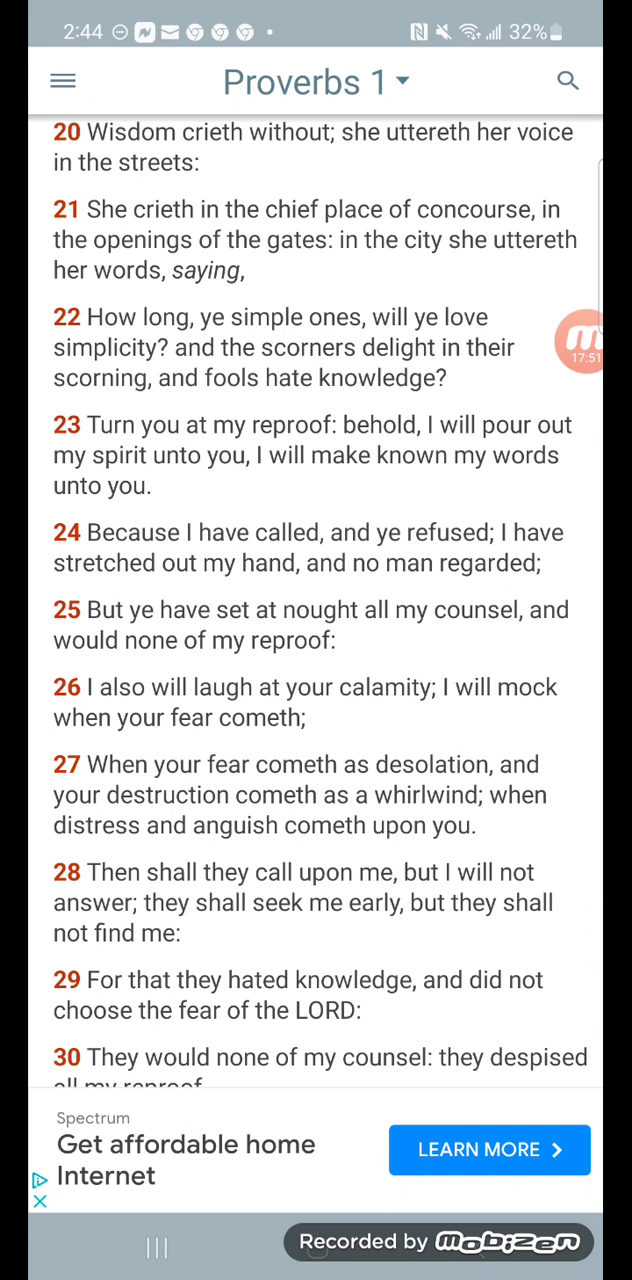 2:44 32%
Proverbs 1
20 Wisdom crieth without; she uttereth her voice
in the streets:
21 She crieth in the chief place of concourse, in
the openings of the gates: in the city she uttereth
her words, saying,
22 How long, ye simple ones, will ye love
simplicity? and the scorners delight in their
scorning, and fools hate knowledge?
17:51
23 Turn you at my reproof: behold, I will pour out
my spirit unto you, I will make known my words
unto you.
24 Because I have called, and ye refused; I have
stretched out my hand, and no man regarded;
25 But ye have set at nought all my counsel, and
would none of my reproof:
26 I also will laugh at your calamity; I will mock
when your fear cometh;
27 When your fear cometh as desolation, and
your destruction cometh as a whirlwind; when
distress and anguish cometh upon you.
28 Then shall they call upon me, but I will not
answer; they shall seek me early, but they shall
not find me:
29 For that they hated knowledge, and did not
choose the fear of the LORD:
30 They would none of my counsel: they despised
all my reproof
Spectrum
Get affordable home
Internet
LEARN MORE
Recorded by mobizen